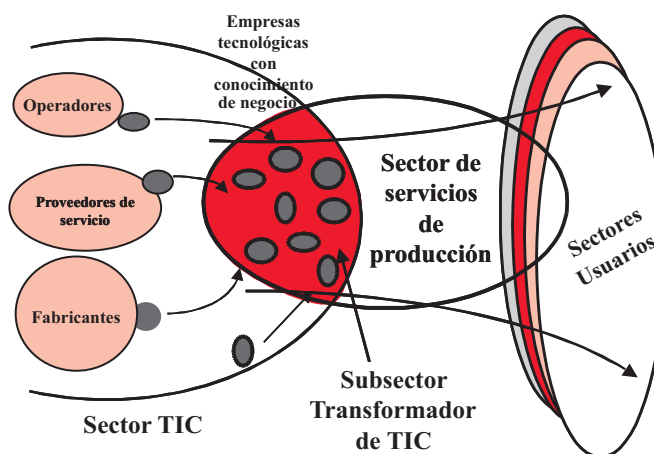 Empresas
tecnológicas
con
conocimiento
de negocio
Operadores
Proveedores de
servicio
Fabricantes
Sector de
servicios
de
producción
Sectores
Usuarios
Subsector
Transformador
de TIC
Sector TIC